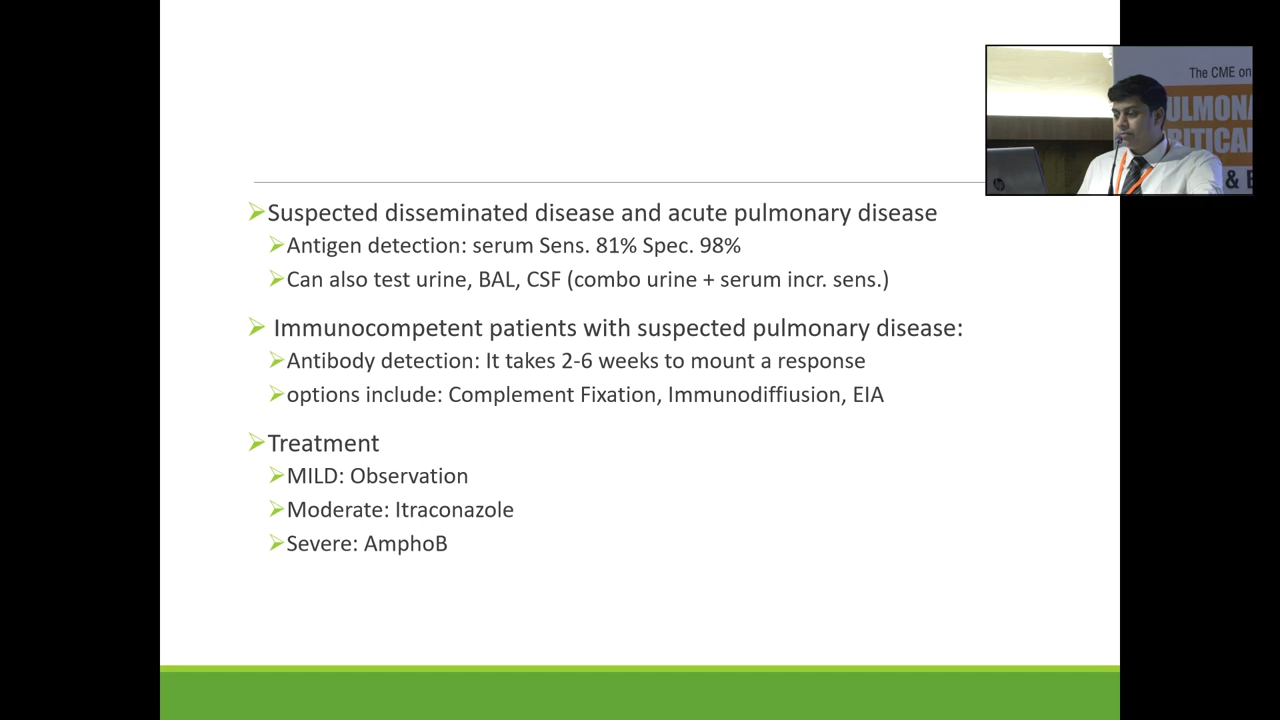 Suspected disseminated disease and acute pulmonary disease
Antigen detection: serum Sens. 81% Spec. 98%
Can also test urine, BAL, CSF (combo urine + serum incr. sens.)
Immunocompetent patients with suspected pulmonary disease:
Antibody detection: It takes 2-6 weeks to mount a response
options include: Complement Fixation, Immunodiffiusion, EIA
Treatment
MILD: Observation
Moderate: Itraconazole
Severe: AmphoB
The CME on
ULMONA
RITICAL
& E
hp